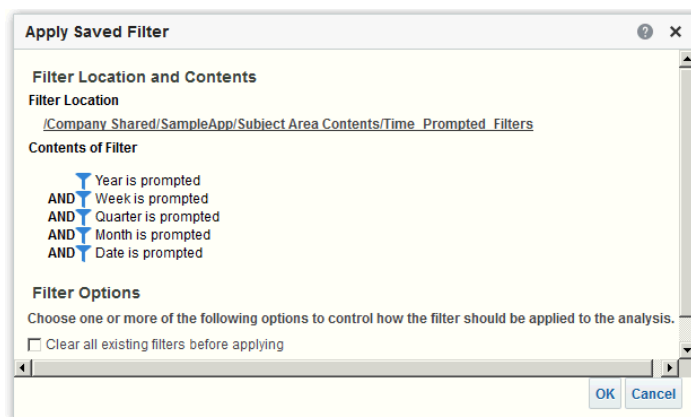 Apply Saved Filter
Filter Location and Contents
Filter Location
/Company Shared/SampleApp/Subject Area Contents/Time_Prompted_Filters
Contents of Filter
Year is prompted
AND Week is prompted
AND Quarter is prompted
AND Month is prompted
AND Date is prompted
Filter Options
Choose one or more of the following options to control how the filter should be applied to the analysis.
Clear all existing filters before applying
OK Cancel